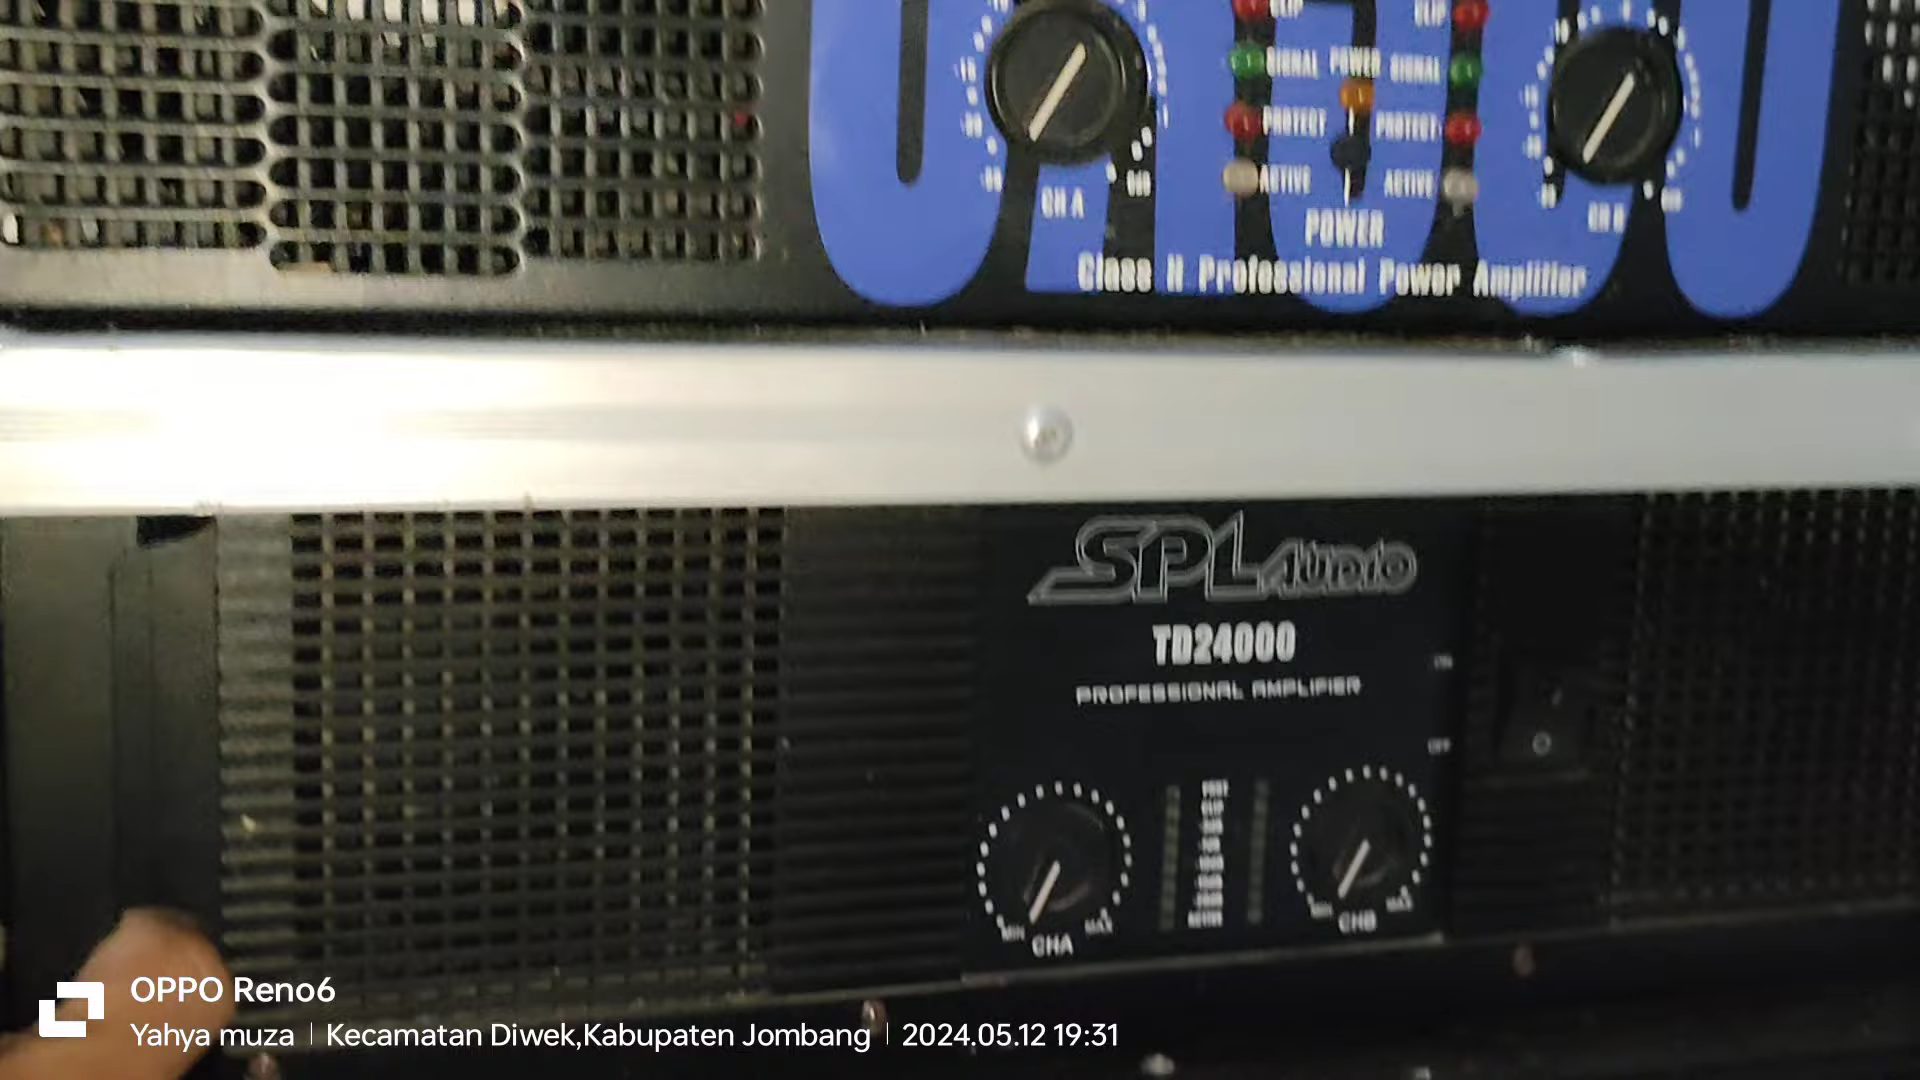 CLIP CLIP
SIGNAL POWER SIGNAL
PROTECT PROTECT
ACTIVE ACTIVE
CH A CH B
POWER
Class H Professional Power Amplifier
SPL AUDIO
TD24000
PROFESSIONAL AMPLIFIER
ON
OFF
CLIP
ACTIVE
MIN MAX MIN MAX
CHA CHB
OPPO Reno6
Yahya muza | Kecamatan Diwek,Kabupaten Jombang | 2024.05.12 19:31